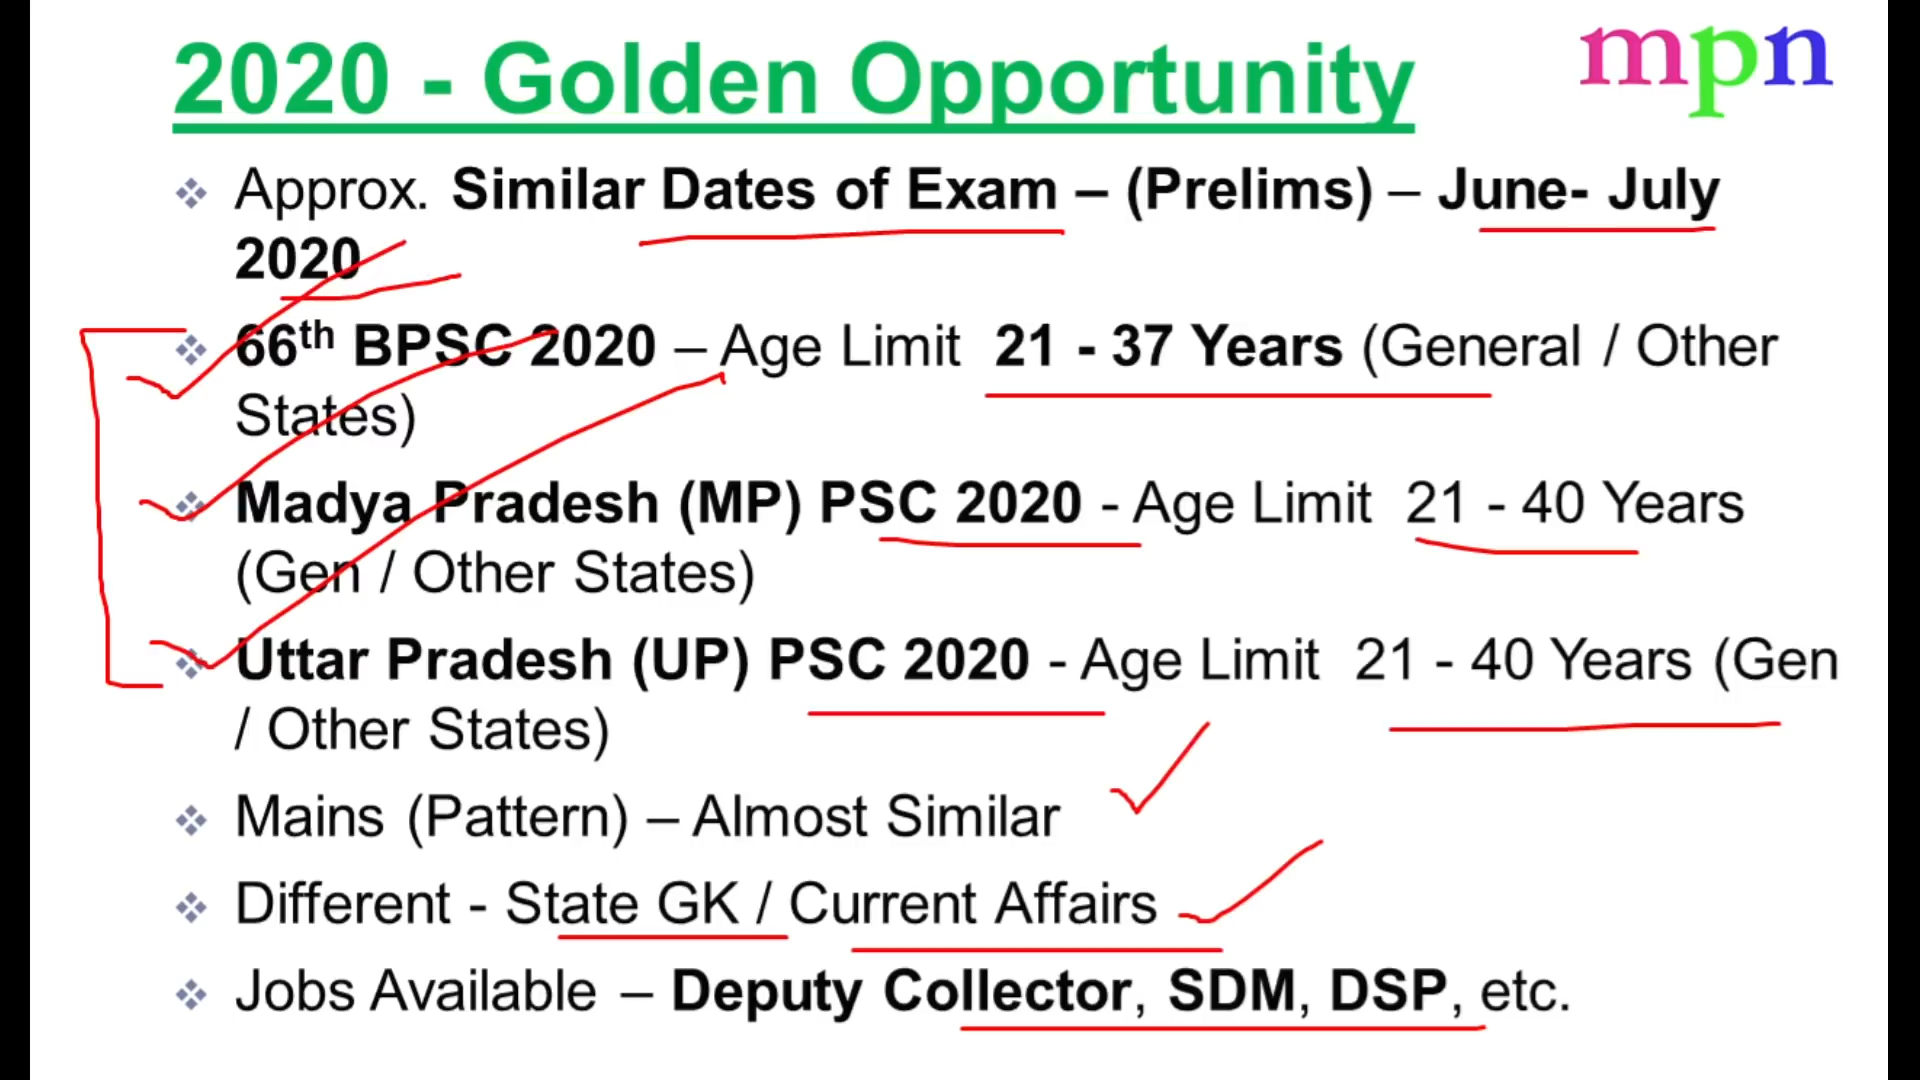 2020 - Golden Opportunity
mpn
❖ Approx. Similar Dates of Exam – (Prelims) – June- July
2020
❖ 66th BPSC 2020 – Age Limit 21 - 37 Years (General / Other
States)
❖ Madya Pradesh (MP) PSC 2020 - Age Limit 21 - 40 Years
(Gen / Other States)
❖ Uttar Pradesh (UP) PSC 2020 - Age Limit 21 - 40 Years (Gen
/ Other States)
❖ Mains (Pattern) – Almost Similar
❖ Different - State GK / Current Affairs
❖ Jobs Available – Deputy Collector, SDM, DSP, etc.